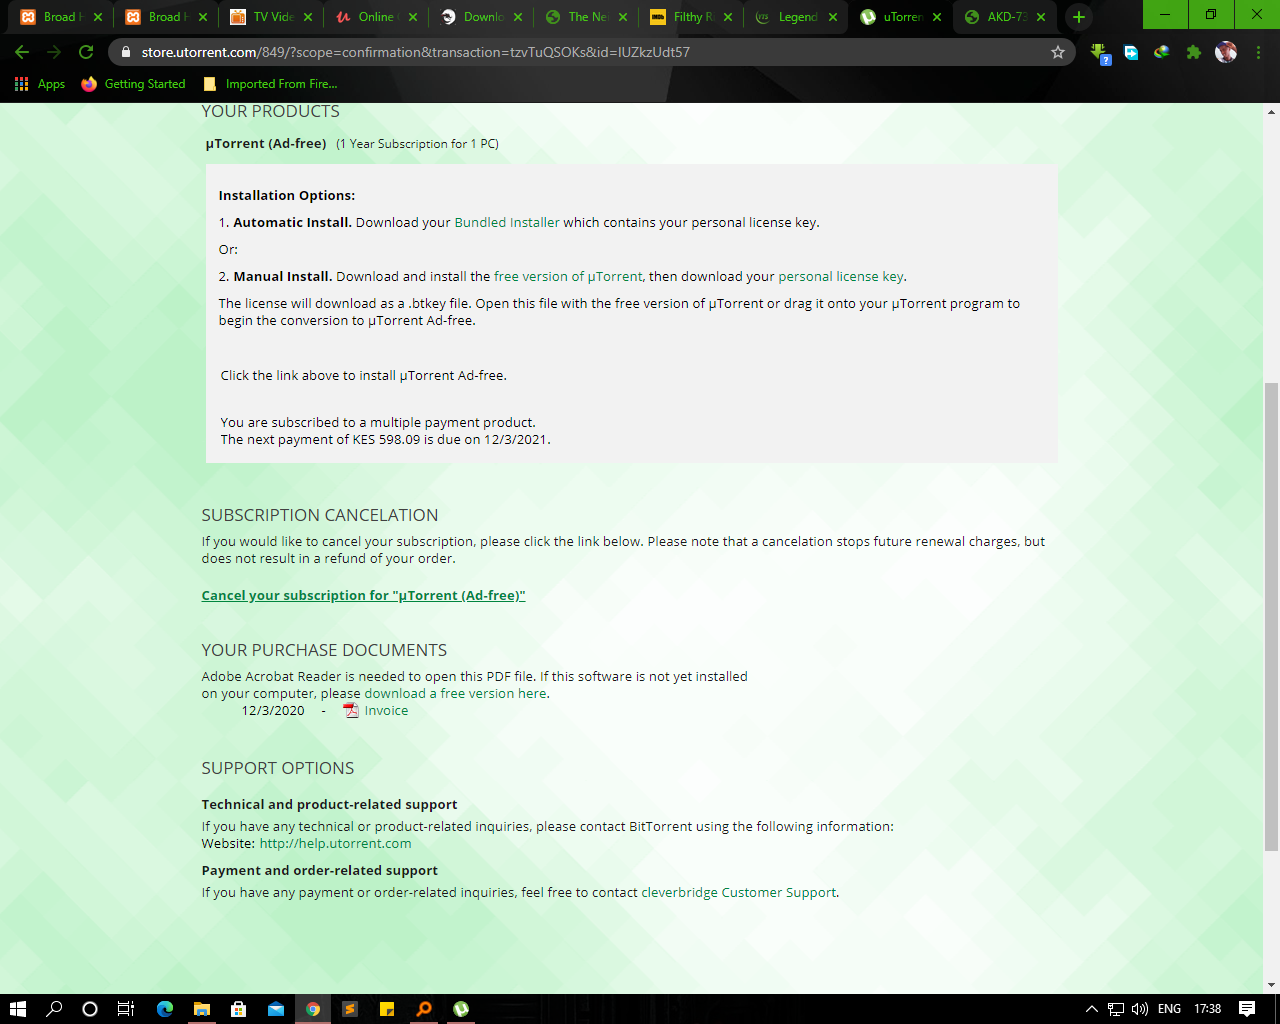 Broad H
Broad H
TV Vide
Online
Downlo
The Nei
Filthy Ri
Legend
uTorren
AKD-73
store.utorrent.com/849/?scope=confirmation&transaction=tzvTuQSOKs&id=IUZkzUdt57
Apps Getting Started Imported From Fire...
YOUR PRODUCTS
µTorrent (Ad-free) (1 Year Subscription for 1 PC)
Installation Options:
1. Automatic Install. Download your Bundled Installer which contains your personal license key.
Or:
2. Manual Install. Download and install the free version of µTorrent, then download your personal license key.
The license will download as a .btkey file. Open this file with the free version of µTorrent or drag it onto your µTorrent program to
begin the conversion to µTorrent Ad-free.
Click the link above to install µTorrent Ad-free.
You are subscribed to a multiple payment product.
The next payment of KES 598.09 is due on 12/3/2021.
SUBSCRIPTION CANCELATION
If you would like to cancel your subscription, please click the link below. Please note that a cancelation stops future renewal charges, but
does not result in a refund of your order.
Cancel your subscription for "µTorrent (Ad-free)"
YOUR PURCHASE DOCUMENTS
Adobe Acrobat Reader is needed to open this PDF file. If this software is not yet installed
on your computer, please download a free version here.
12/3/2020 - Invoice
SUPPORT OPTIONS
Technical and product-related support
If you have any technical or product-related inquiries, please contact BitTorrent using the following information:
Website: http://help.utorrent.com
Payment and order-related support
If you have any payment or order-related inquiries, feel free to contact cleverbridge Customer Support.
ENG 17:38